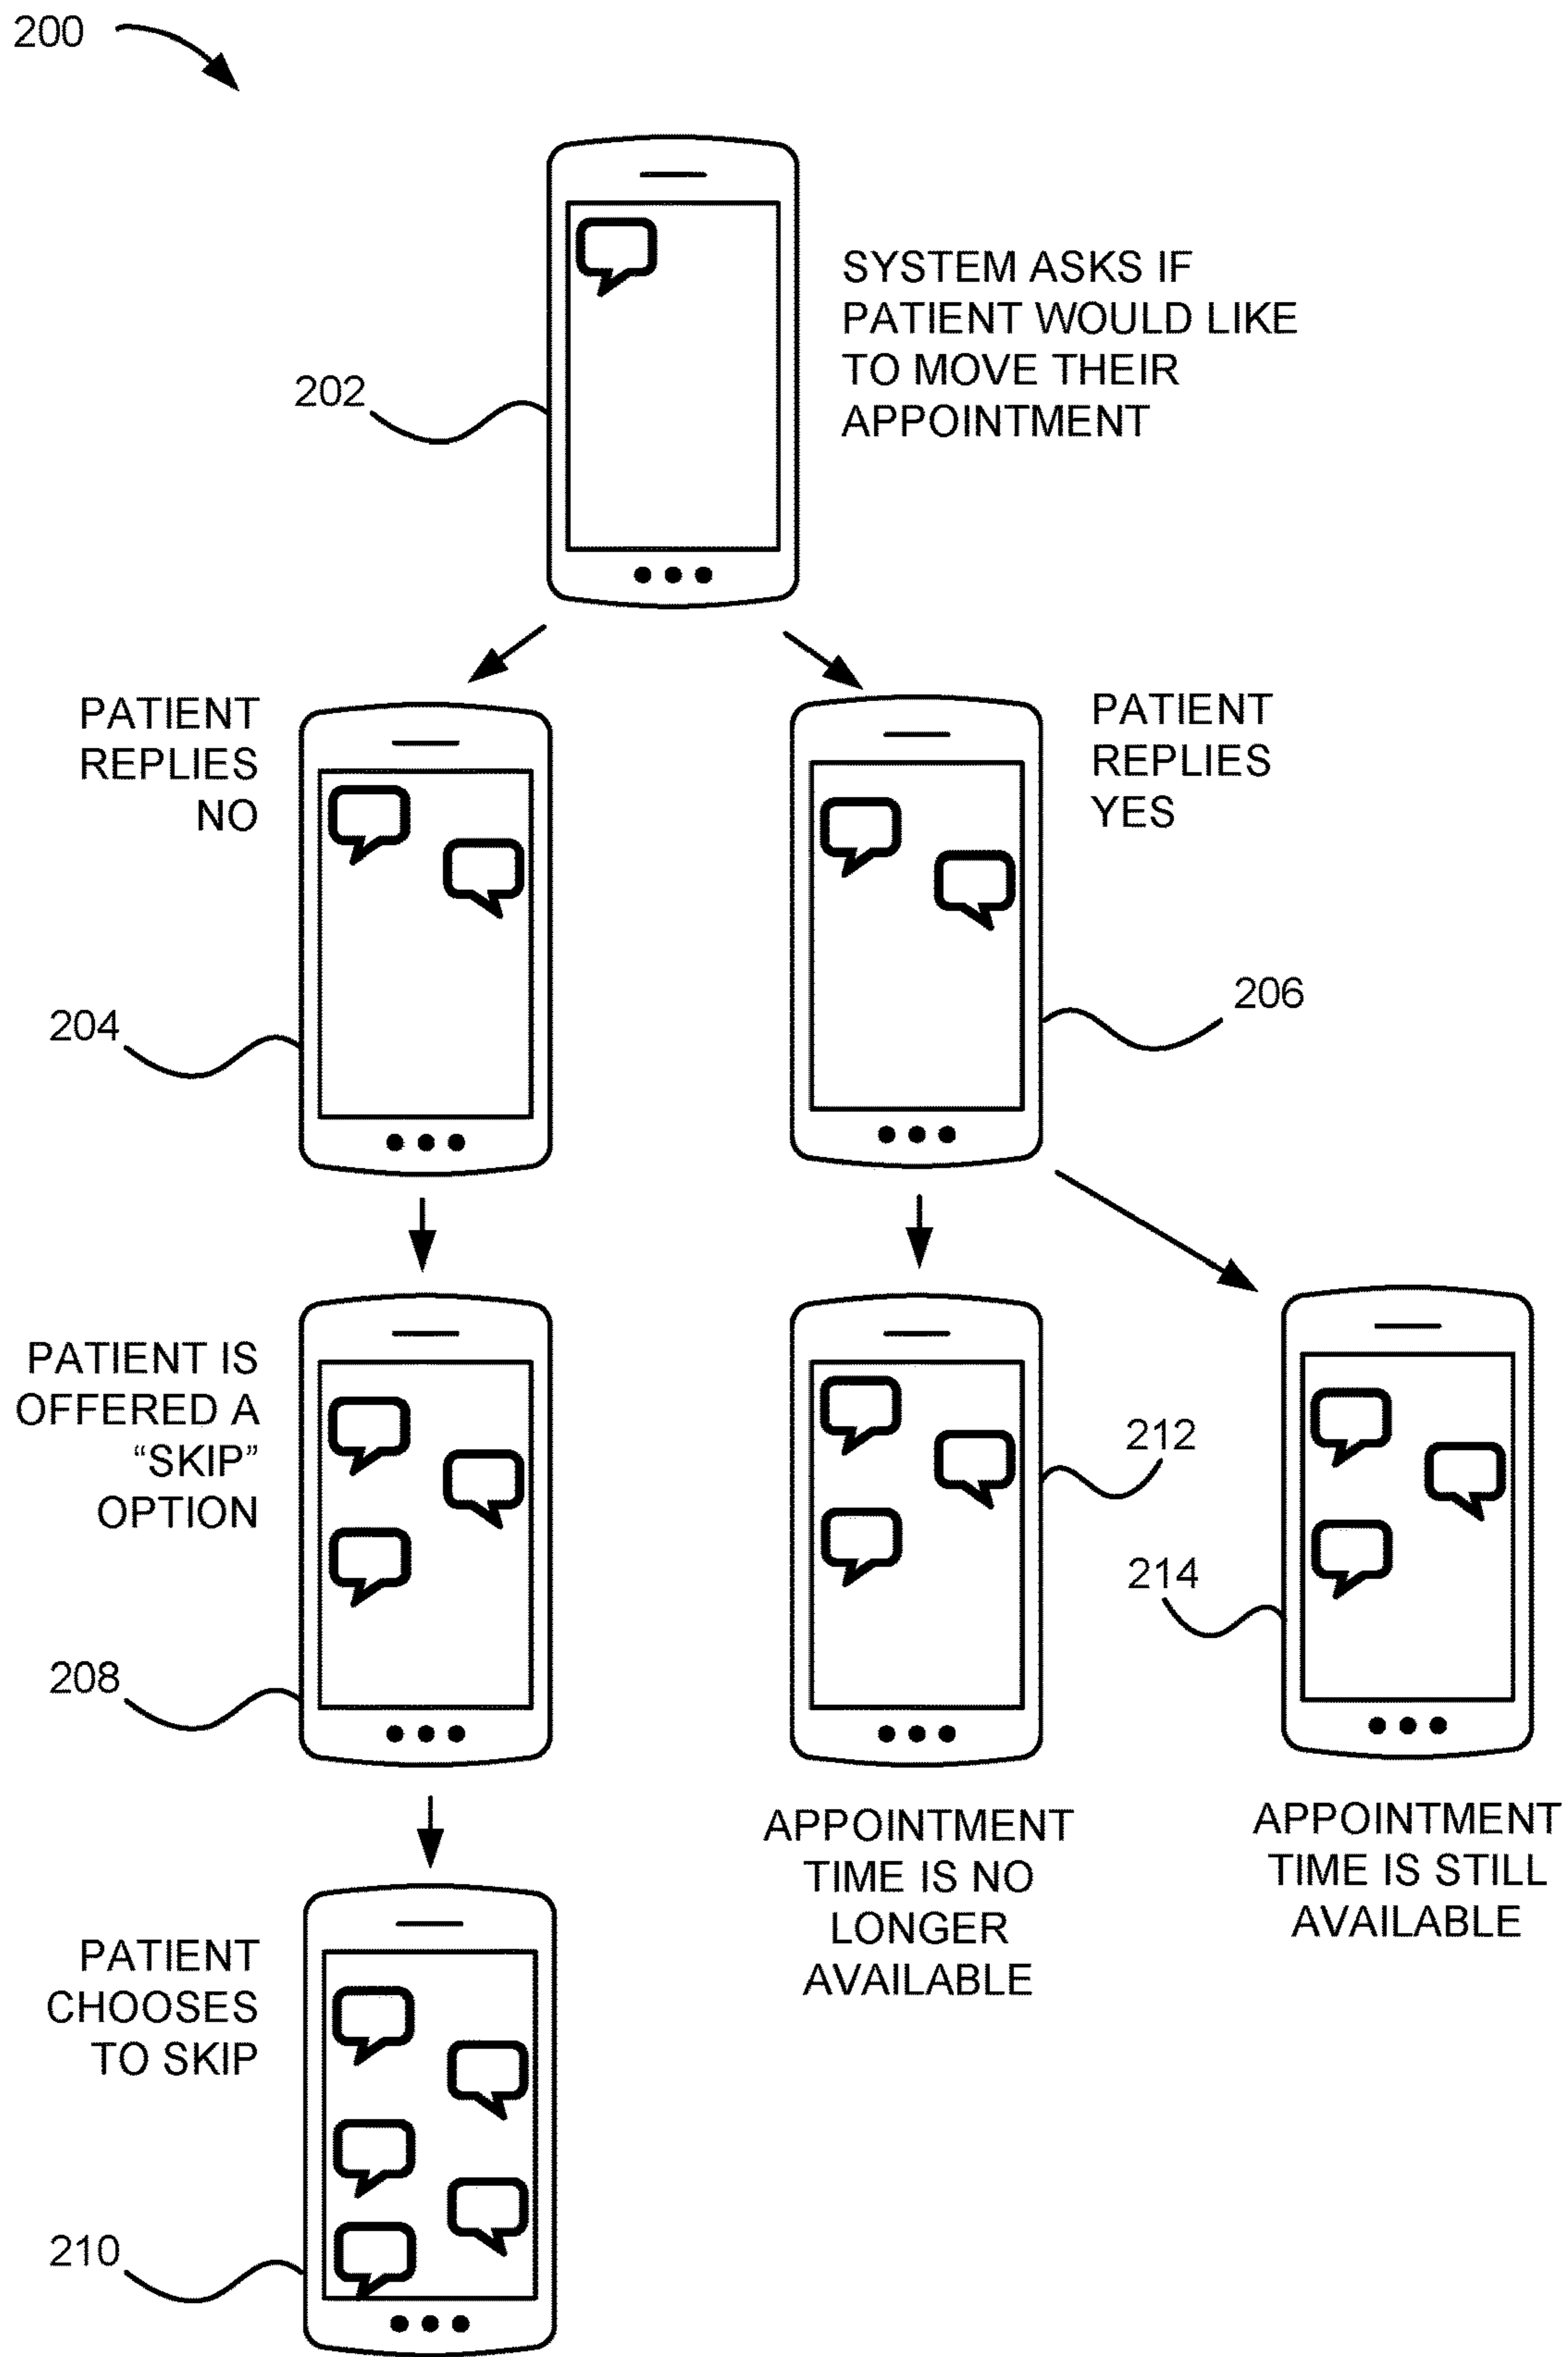 200
SYSTEM ASKS IF
PATIENT WOULD LIKE
TO MOVE THEIR
APPOINTMENT
202
PATIENT
REPLIES
NO
PATIENT
REPLIES
YES
204
206
PATIENT IS
OFFERED A
“SKIP”
OPTION
208
212
214
APPOINTMENT
TIME IS NO
LONGER
AVAILABLE
APPOINTMENT
TIME IS STILL
AVAILABLE
PATIENT
CHOOSES
TO SKIP
210